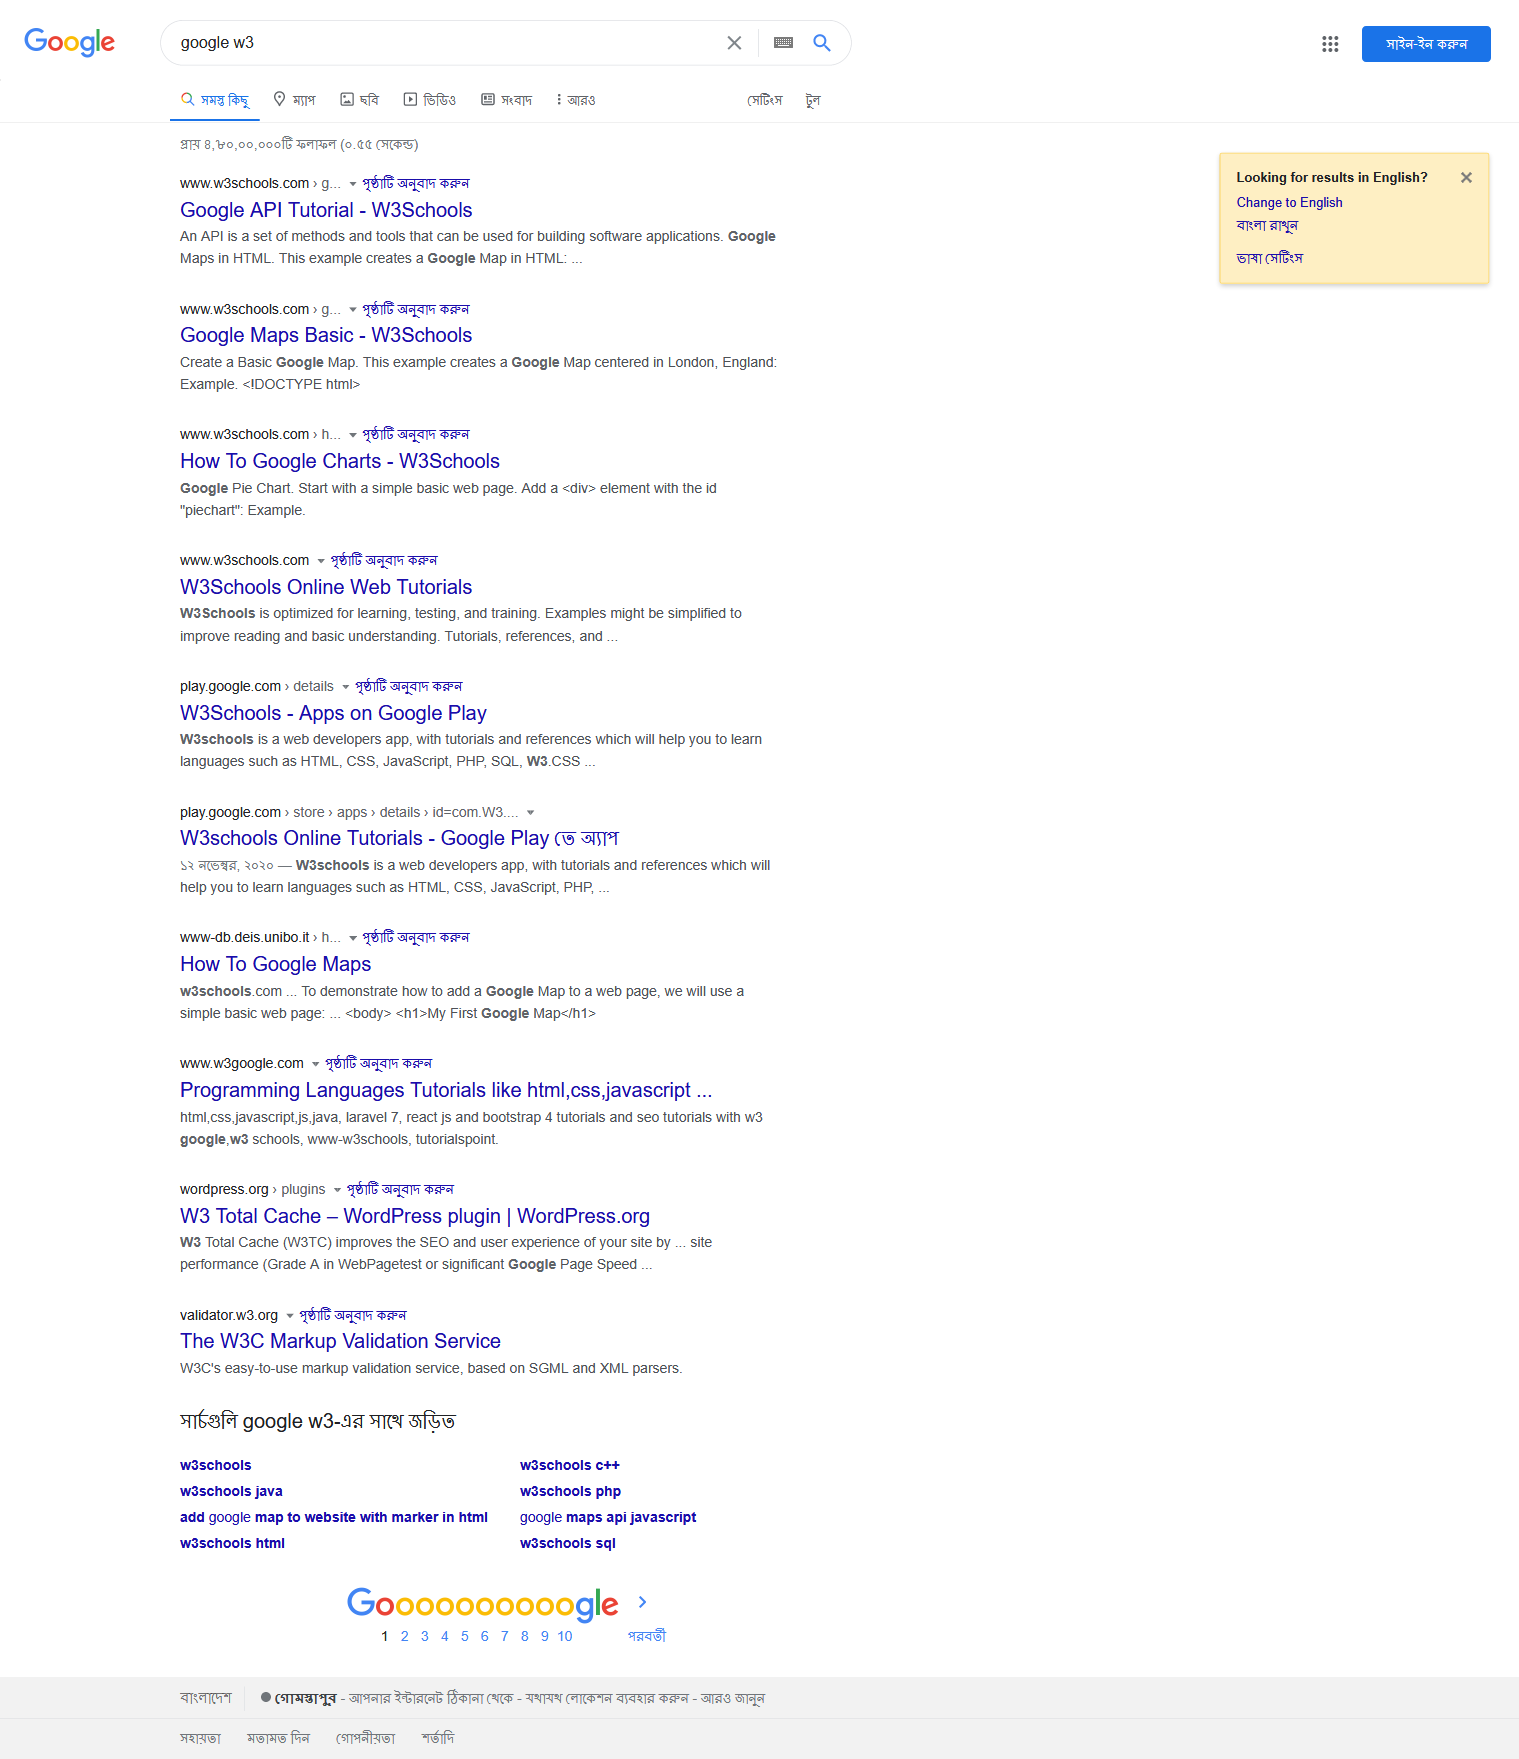 Google
google w3
সাইন-ইন করুন
সমস্ত কিছু ম্যাপ ছবি ভিডিও সংবাদ আরও সেটিংস টুল
প্রায় ৪,৮০,০০,০০০টি ফলাফল (০.৫৫ সেকেন্ড)
Looking for results in English?
Change to English
বাংলা রাখুন
ভাষা সেটিংস
www.w3schools.com › g... পৃষ্ঠাটি অনুবাদ করুন
Google API Tutorial - W3Schools
An API is a set of methods and tools that can be used for building software applications. Google
Maps in HTML. This example creates a Google Map in HTML: ...
www.w3schools.com › g... পৃষ্ঠাটি অনুবাদ করুন
Google Maps Basic - W3Schools
Create a Basic Google Map. This example creates a Google Map centered in London, England:
Example. <!DOCTYPE html>
www.w3schools.com › h... পৃষ্ঠাটি অনুবাদ করুন
How To Google Charts - W3Schools
Google Pie Chart. Start with a simple basic web page. Add a <div> element with the id
"piechart": Example.
www.w3schools.com পৃষ্ঠাটি অনুবাদ করুন
W3Schools Online Web Tutorials
W3Schools is optimized for learning, testing, and training. Examples might be simplified to
improve reading and basic understanding. Tutorials, references, and ...
play.google.com › details পৃষ্ঠাটি অনুবাদ করুন
W3Schools - Apps on Google Play
W3schools is a web developers app, with tutorials and references which will help you to learn
languages such as HTML, CSS, JavaScript, PHP, SQL, W3.CSS ...
play.google.com › store › apps › details › id=com.W3....
W3schools Online Tutorials - Google Play তে অ্যাপ
১২ নভেম্বর, ২০২০ — W3schools is a web developers app, with tutorials and references which will
help you to learn languages such as HTML, CSS, JavaScript, PHP, ...
www-db.deis.unibo.it › h... পৃষ্ঠাটি অনুবাদ করুন
How To Google Maps
w3schools.com ... To demonstrate how to add a Google Map to a web page, we will use a
simple basic web page: ... <body> <h1>My First Google Map</h1>
www.w3google.com পৃষ্ঠাটি অনুবাদ করুন
Programming Languages Tutorials like html,css,javascript ...
html,css,javascript,js,java, laravel 7, react js and bootstrap 4 tutorials and seo tutorials with w3
google,w3 schools, www-w3schools, tutorialspoint.
wordpress.org › plugins পৃষ্ঠাটি অনুবাদ করুন
W3 Total Cache – WordPress plugin | WordPress.org
W3 Total Cache (W3TC) improves the SEO and user experience of your site by ... site
performance (Grade A in WebPagetest or significant Google Page Speed ...
validator.w3.org পৃষ্ঠাটি অনুবাদ করুন
The W3C Markup Validation Service
W3C's easy-to-use markup validation service, based on SGML and XML parsers.
সার্চগুলি google w3-এর সাথে জড়িত
w3schools w3schools c++
w3schools java w3schools php
add google map to website with marker in html google maps api javascript
w3schools html w3schools sql
Goooooooooogle
1 2 3 4 5 6 7 8 9 10 পরবর্তী
বাংলাদেশ গোমস্তাপুর - আপনার ইন্টারনেট ঠিকানা থেকে - যথাযথ লোকেশন ব্যবহার করুন - আরও জানুন
সহায়তা মতামত দিন গোপনীয়তা শর্তাদি